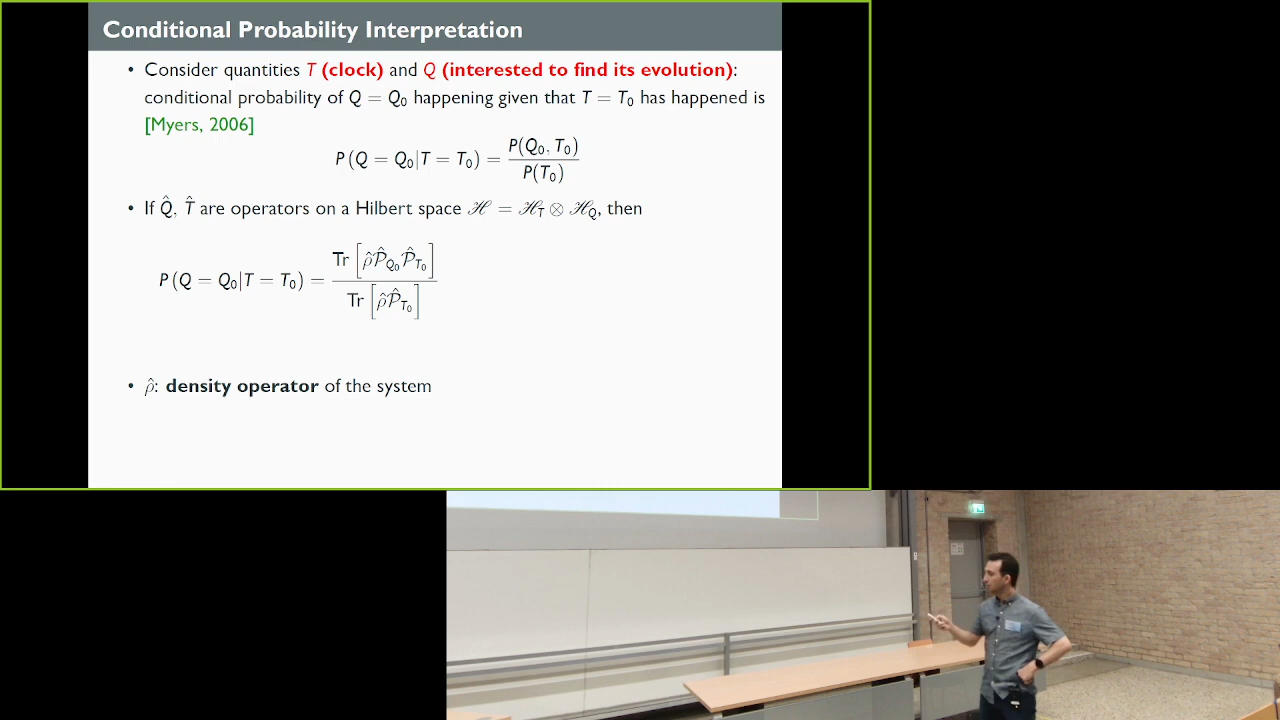 Conditional Probability Interpretation
• Consider quantities T (clock) and Q (interested to find its evolution):
conditional probability of Q = Q₀ happening given that T = T₀ has happened is
[Myers, 2006]
P (Q = Q₀|T = T₀) = P(Q₀, T₀) / P(T₀)
• If Q̂, T̂ are operators on a Hilbert space ℋ = ℋ_T ⊗ ℋ_Q, then
P (Q = Q₀|T = T₀) = Tr [ρ̂P̂_Q₀ P̂_T₀] / Tr [ρ̂P̂_T₀]
• ρ̂: density operator of the system